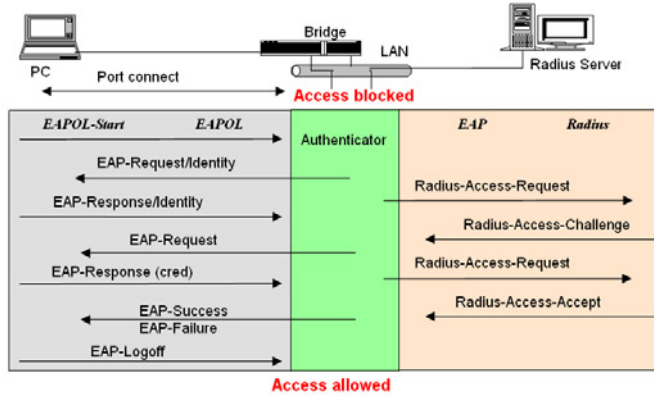 Bridge
LAN
PC
Radius Server
Port connect
Access blocked
EAPOL-Start EAPOL
Authenticator
EAP Radius
EAP-Request/Identity
Radius-Access-Request
EAP-Response/Identity
Radius-Access-Challenge
EAP-Request
Radius-Access-Request
EAP-Response (cred)
Radius-Access-Accept
EAP-Success
EAP-Failure
EAP-Logoff
Access allowed